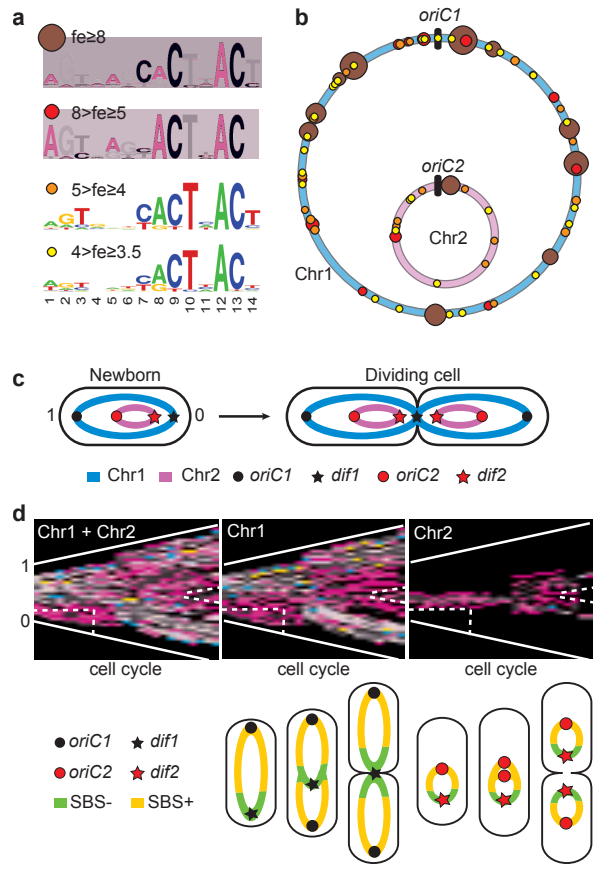 a
fe≥8
8>fe≥5
5>fe≥4
4>fe≥3.5
1 2 3 4 5 6 7 8 9 10 11 12 13 14
b
oriC1
oriC2
Chr2
Chr1
c
Newborn
Dividing cell
1
0
Chr1
Chr2
oriC1
dif1
oriC2
dif2
d
Chr1 + Chr2
Chr1
Chr2
1
0
cell cycle
cell cycle
oriC1
dif1
oriC2
dif2
SBS-
SBS+